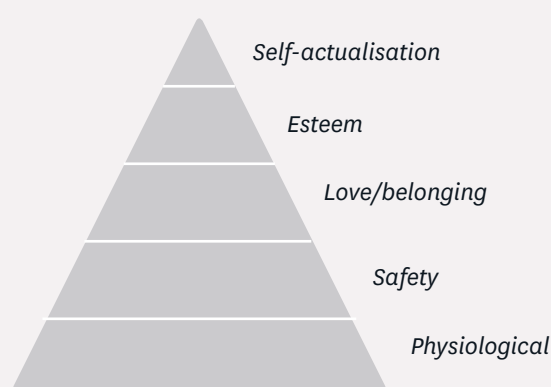 Self-actualisation
Esteem
Love/belonging
Safety
Physiological